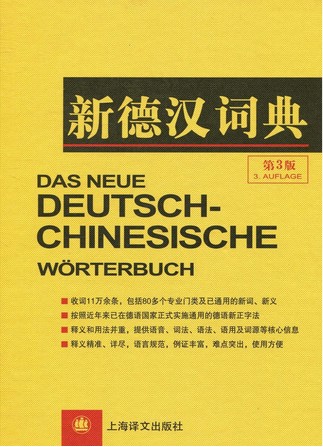 新德汉词典
第3版
3. AUFLAGE
DAS NEUE
DEUTSCH-
CHINESISCHE
WÖRTERBUCH
■ 收词11万余条，包括80多个专业门类及已通用的新词、新义
■ 按照近年来已在德语国家正式实施通用的德语新正字法
■ 释义和用法并重，提供语音、词法、语法、语用及词源等核心信息
■ 释义精准、详尽，语言规范，例证丰富，难点突出，使用方便
上海译文出版社